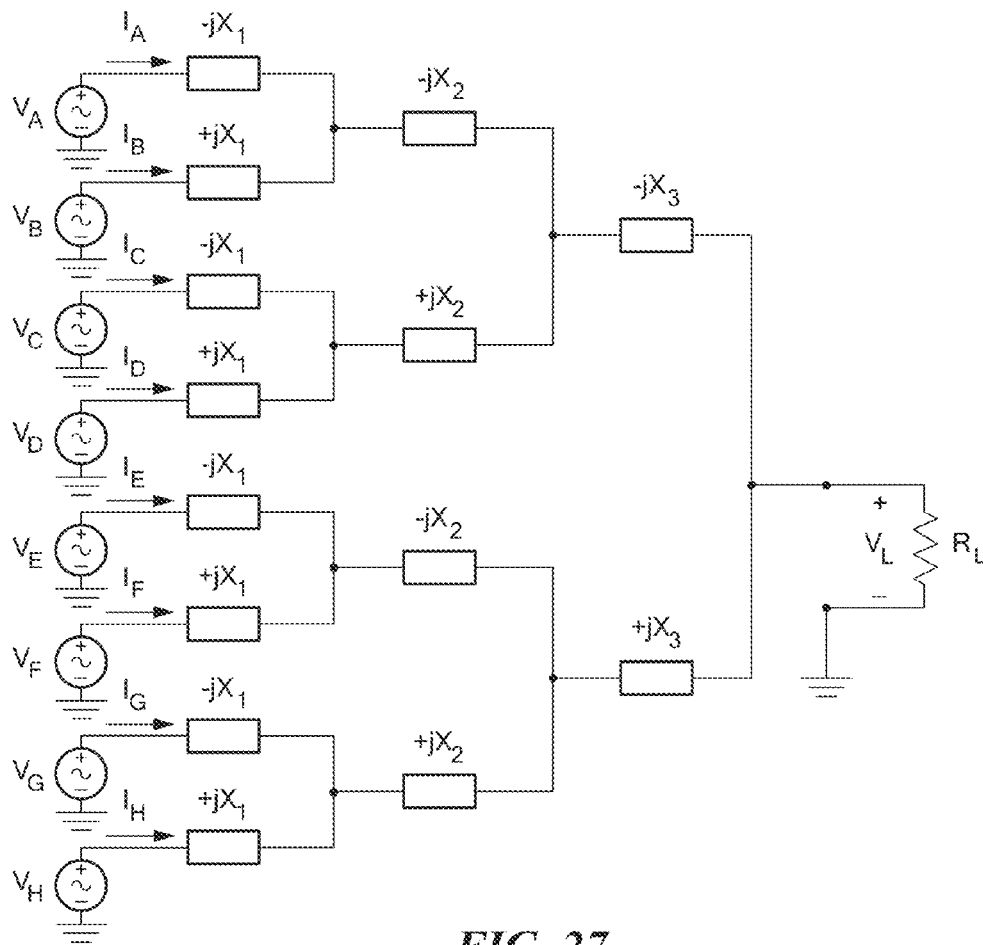 I_A -jX_1
V_A
-jX_2
I_B +jX_1
V_B
-jX_3
I_C -jX_1
V_C
+jX_2
I_D +jX_1
V_D
I_E -jX_1
V_E
-jX_2
+ V_L − R_L
I_F +jX_1
V_F
+jX_3
I_G -jX_1
V_G
+jX_2
I_H +jX_1
V_H
FIG. 27